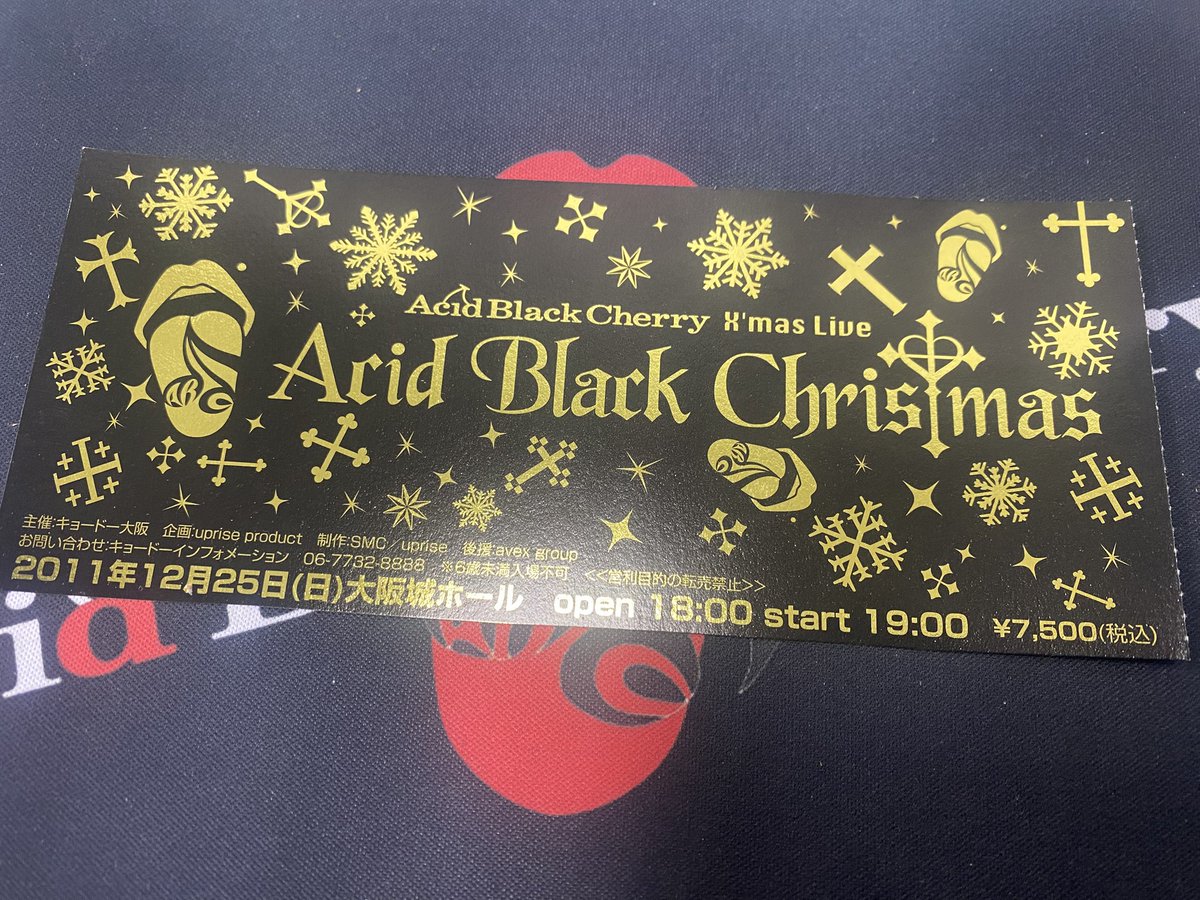 Acid Black Cherry X'mas Live
Acid Black Christmas
ABC
主催:キョードー大阪 企画:uprise product 制作:SMC/uprise 後援:avex group
お問い合わせ:キョードーインフォメーション 06-7732-8888 ※6歳未満入場不可 <<営利目的の転売禁止>>
2011年12月25日(日)大阪城ホール open 18:00 start 19:00 ¥7,500(税込)